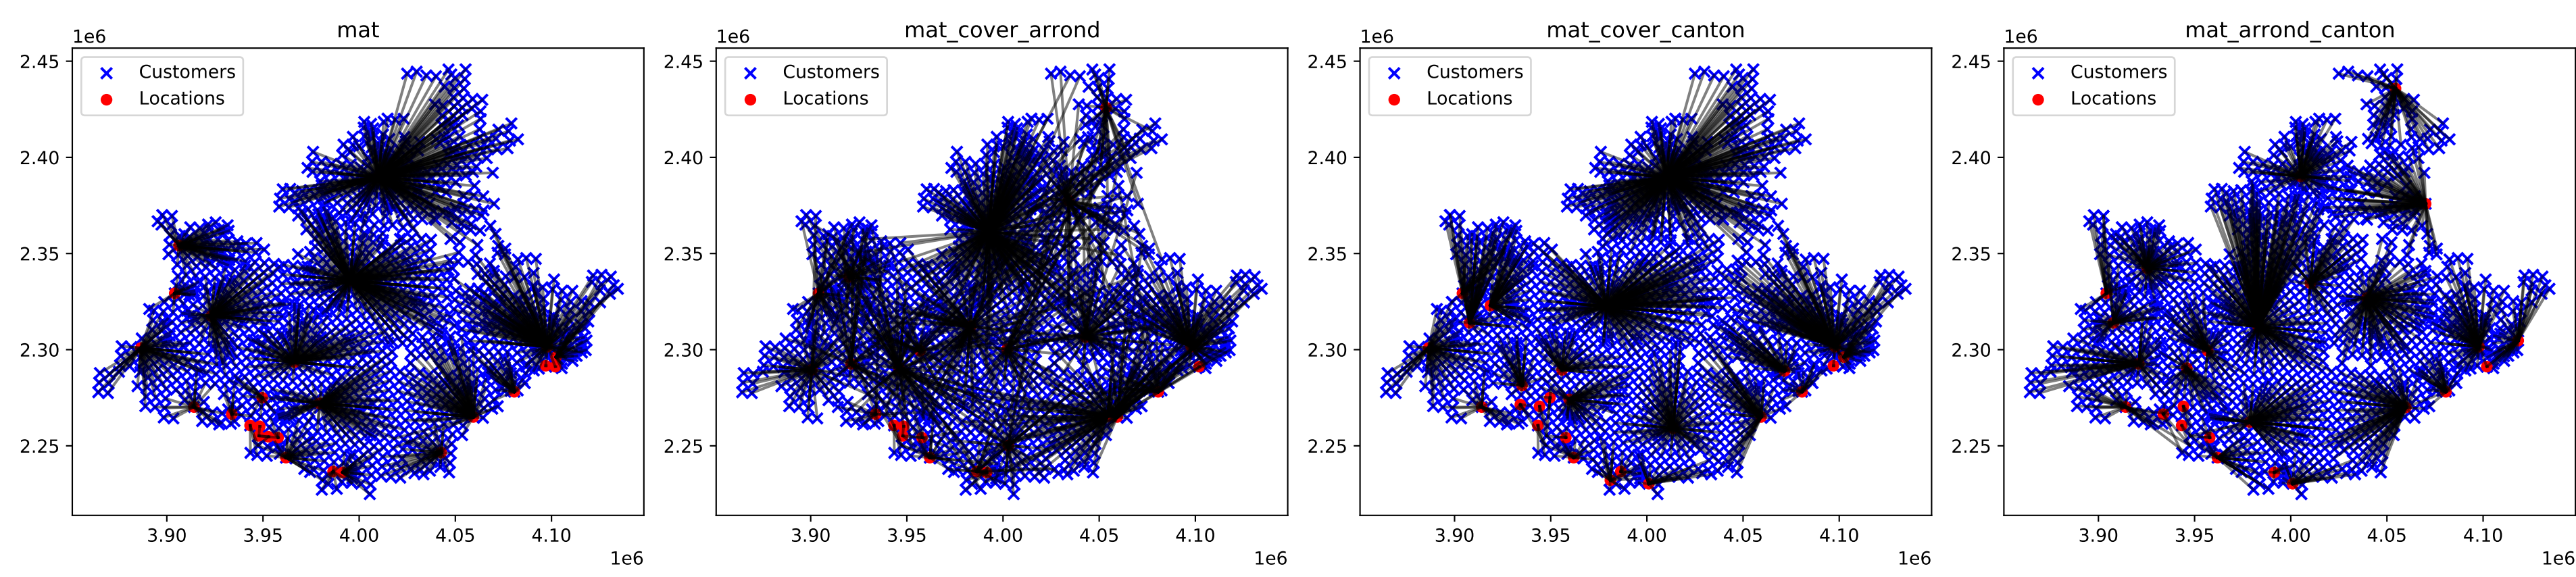 mat
1e6
Customers
Locations
2.45
2.40
2.35
2.30
2.25
3.90 3.95 4.00 4.05 4.10
1e6
mat_cover_arrond
1e6
Customers
Locations
2.45
2.40
2.35
2.30
2.25
3.90 3.95 4.00 4.05 4.10
1e6
mat_cover_canton
1e6
Customers
Locations
2.45
2.40
2.35
2.30
2.25
3.90 3.95 4.00 4.05 4.10
1e6
mat_arrond_canton
1e6
Customers
Locations
2.45
2.40
2.35
2.30
2.25
3.90 3.95 4.00 4.05 4.10
1e6